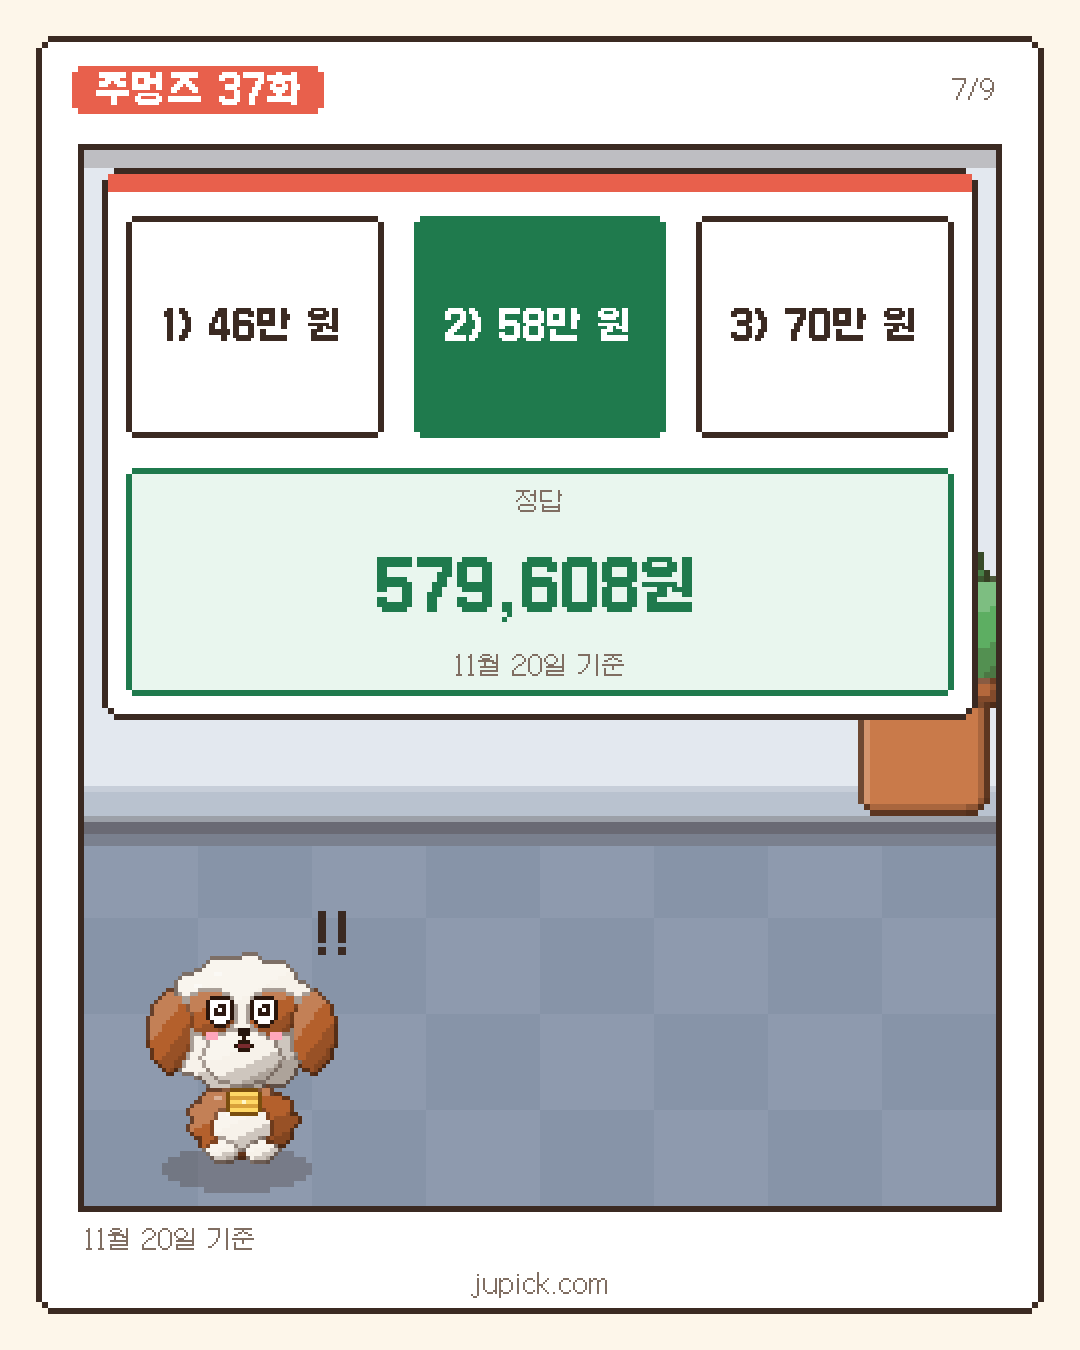 주멍즈 37화
7/9
1) 46만 원
2) 58만 원
3) 70만 원
정답
579,608원
11월 20일 기준
!!
11월 20일 기준
jupick.com